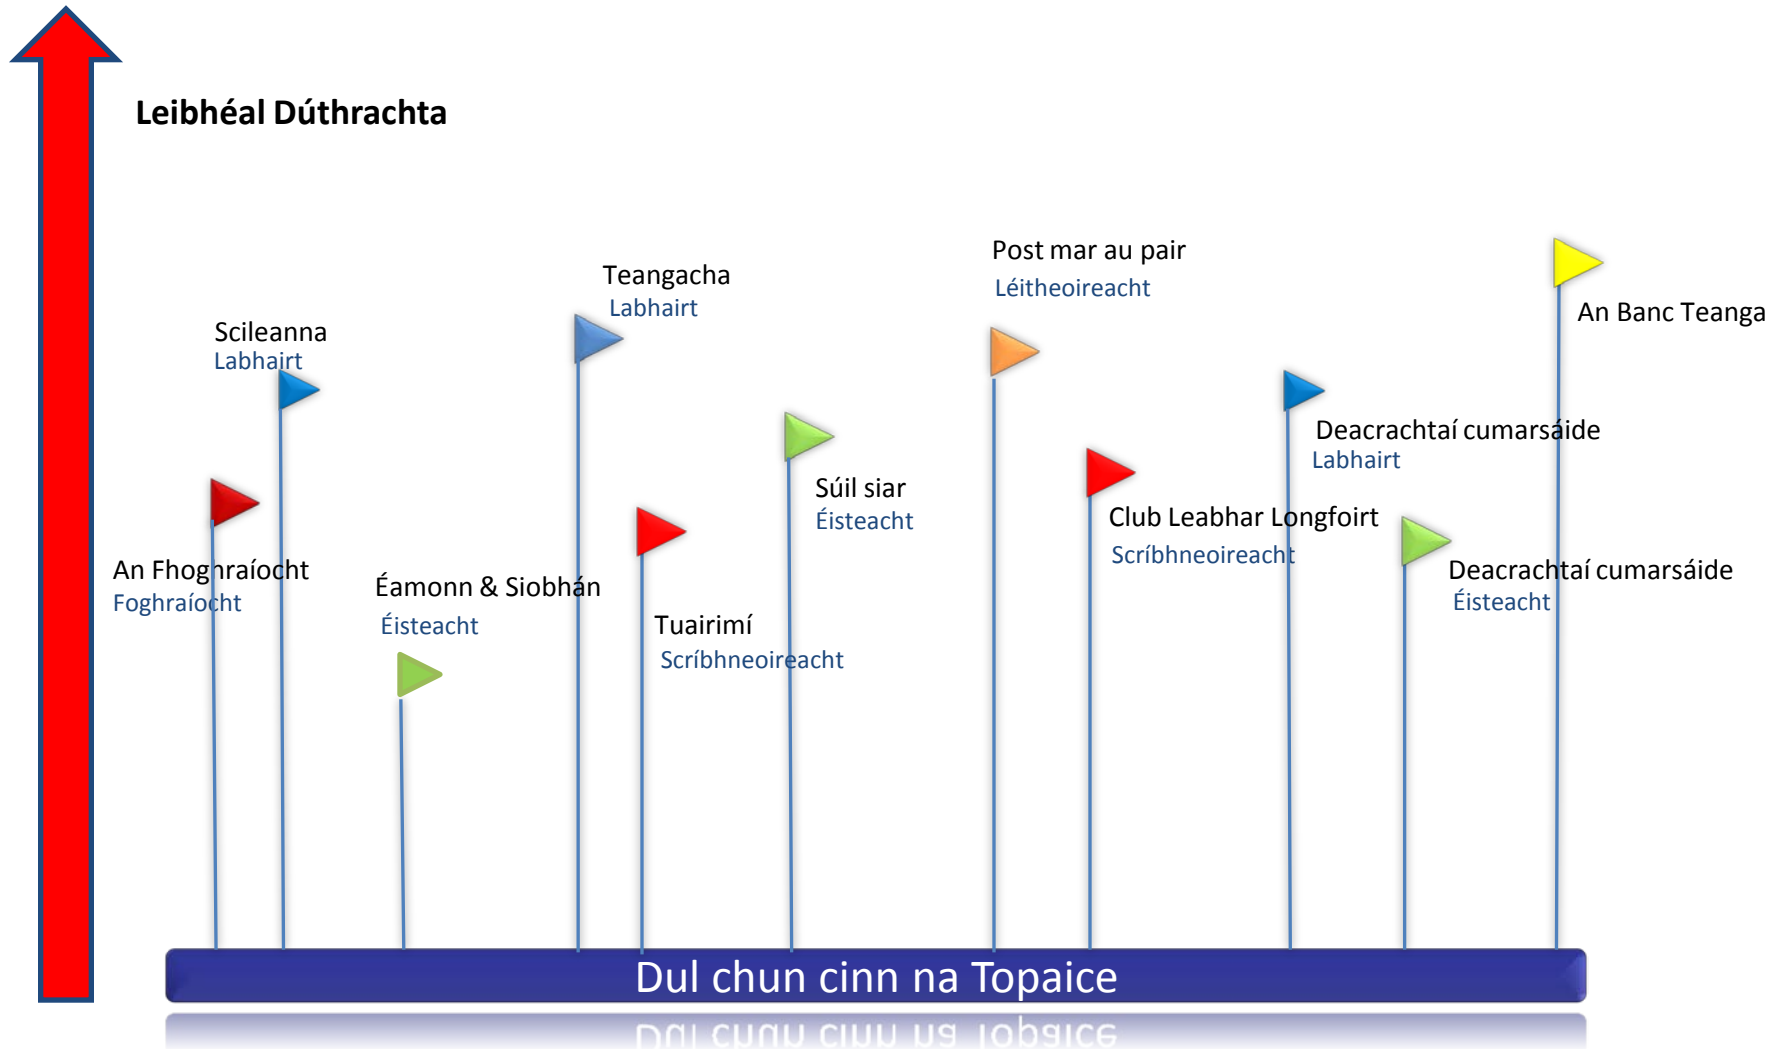 Leibhéal Dúthrachta
An Fhoghraíocht
Foghraíocht
Scileanna
Labhairt
Éamonn & Siobhán
Éisteacht
Teangacha
Labhairt
Tuairimí
Scríbhneoireacht
Súil siar
Éisteacht
Post mar au pair
Léitheoireacht
Club Leabhar Longfoirt
Scríbhneoireacht
Deacrachtaí cumarsáide
Labhairt
Deacrachtaí cumarsáide
Éisteacht
An Banc Teanga
Dul chun cinn na Topaice